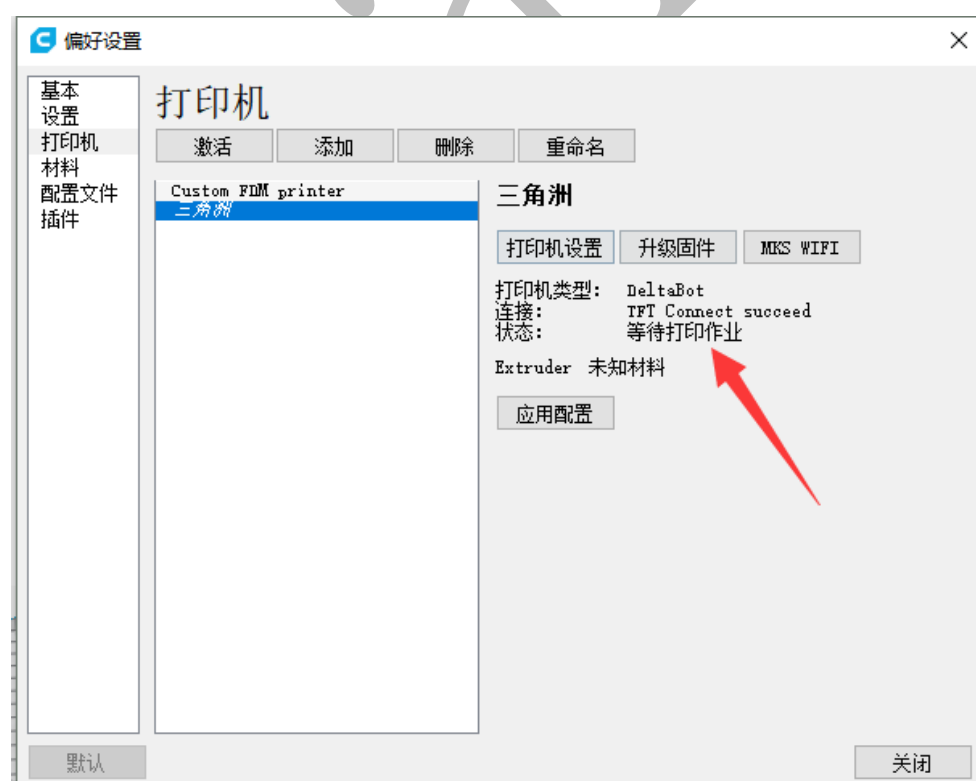 偏好设置
基本
设置
打印机
材料
配置文件
插件
打印机
激活 添加 删除 重命名
Custom FDM printer
三角洲
三角洲
打印机设置 升级固件 MKS WIFI
打印机类型: DeltaBot
连接: TFT Connect succeed
状态: 等待打印作业
Extruder 未知材料
应用配置
默认 关闭